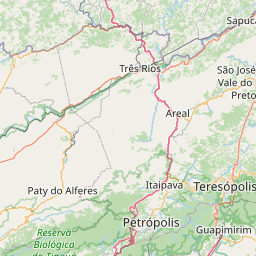 Sapuca
Três Rios
São José
Vale do
Preto
Areal
Paty do Alferes
Itaipava
Teresópolis
Petrópolis
Guapimirim
Reserva
Biológica
do Tinguá